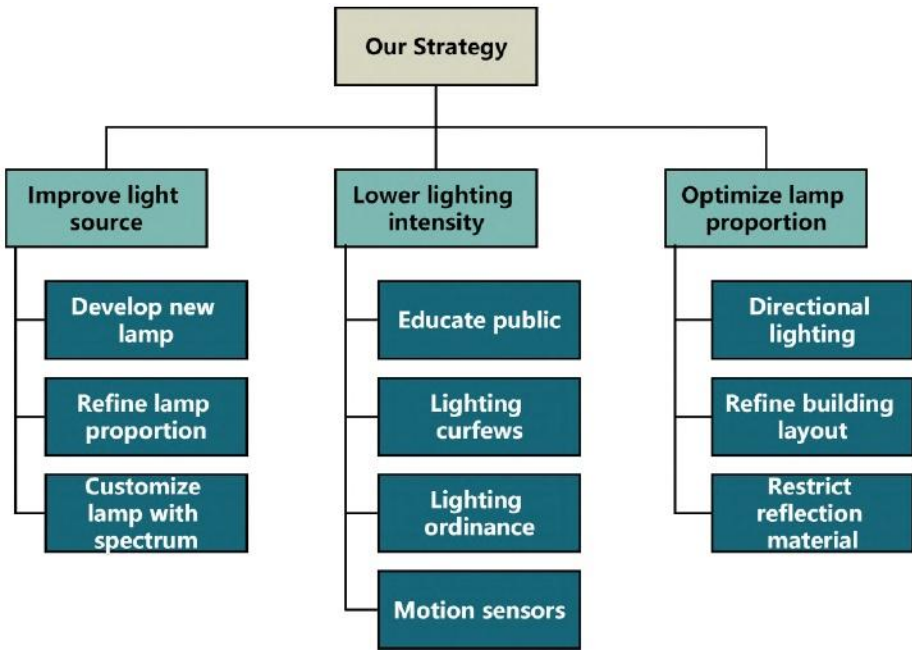 Our Strategy
Improve light
source
Lower lighting
intensity
Optimize lamp
proportion
Develop new
lamp
Refine lamp
proportion
Customize
lamp with
spectrum
Educate public
Lighting
curfews
Lighting
ordinance
Motion sensors
Directional
lighting
Refine building
layout
Restrict
reflection
material